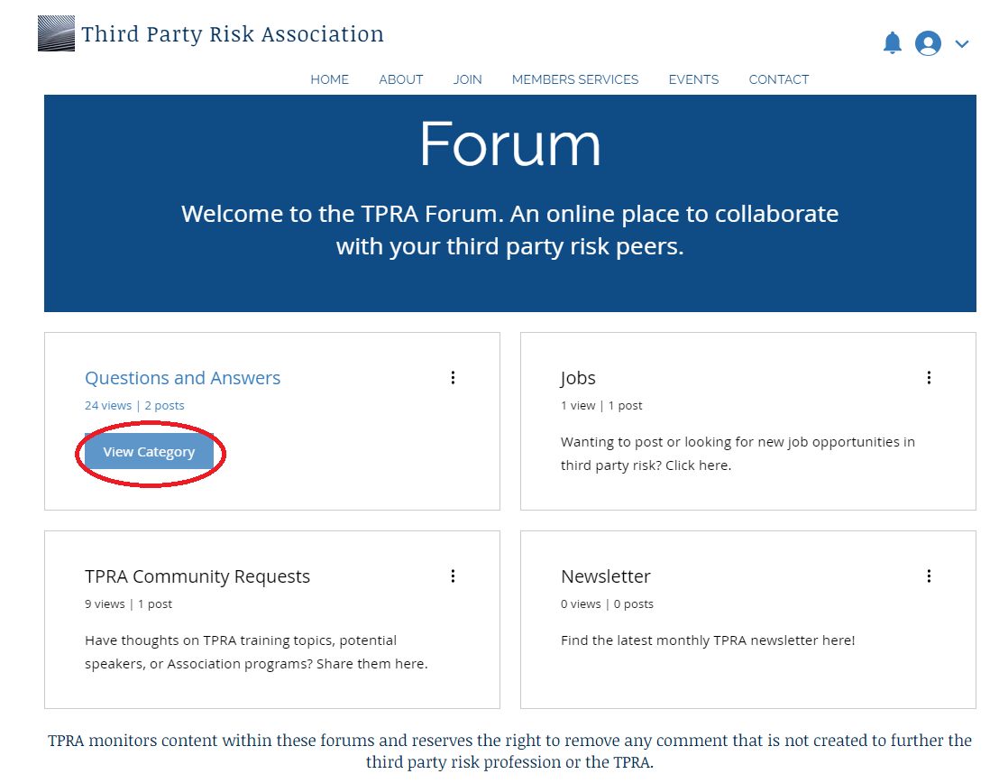 Third Party Risk Association
HOME ABOUT JOIN MEMBERS SERVICES EVENTS CONTACT
Forum
Welcome to the TPRA Forum. An online place to collaborate
with your third party risk peers.
Questions and Answers
24 views | 2 posts
View Category
Jobs
1 view | 1 post
Wanting to post or looking for new job opportunities in
third party risk? Click here.
TPRA Community Requests
9 views | 1 post
Have thoughts on TPRA training topics, potential
speakers, or Association programs? Share them here.
Newsletter
0 views | 0 posts
Find the latest monthly TPRA newsletter here!
TPRA monitors content within these forums and reserves the right to remove any comment that is not created to further the
third party risk profession or the TPRA.